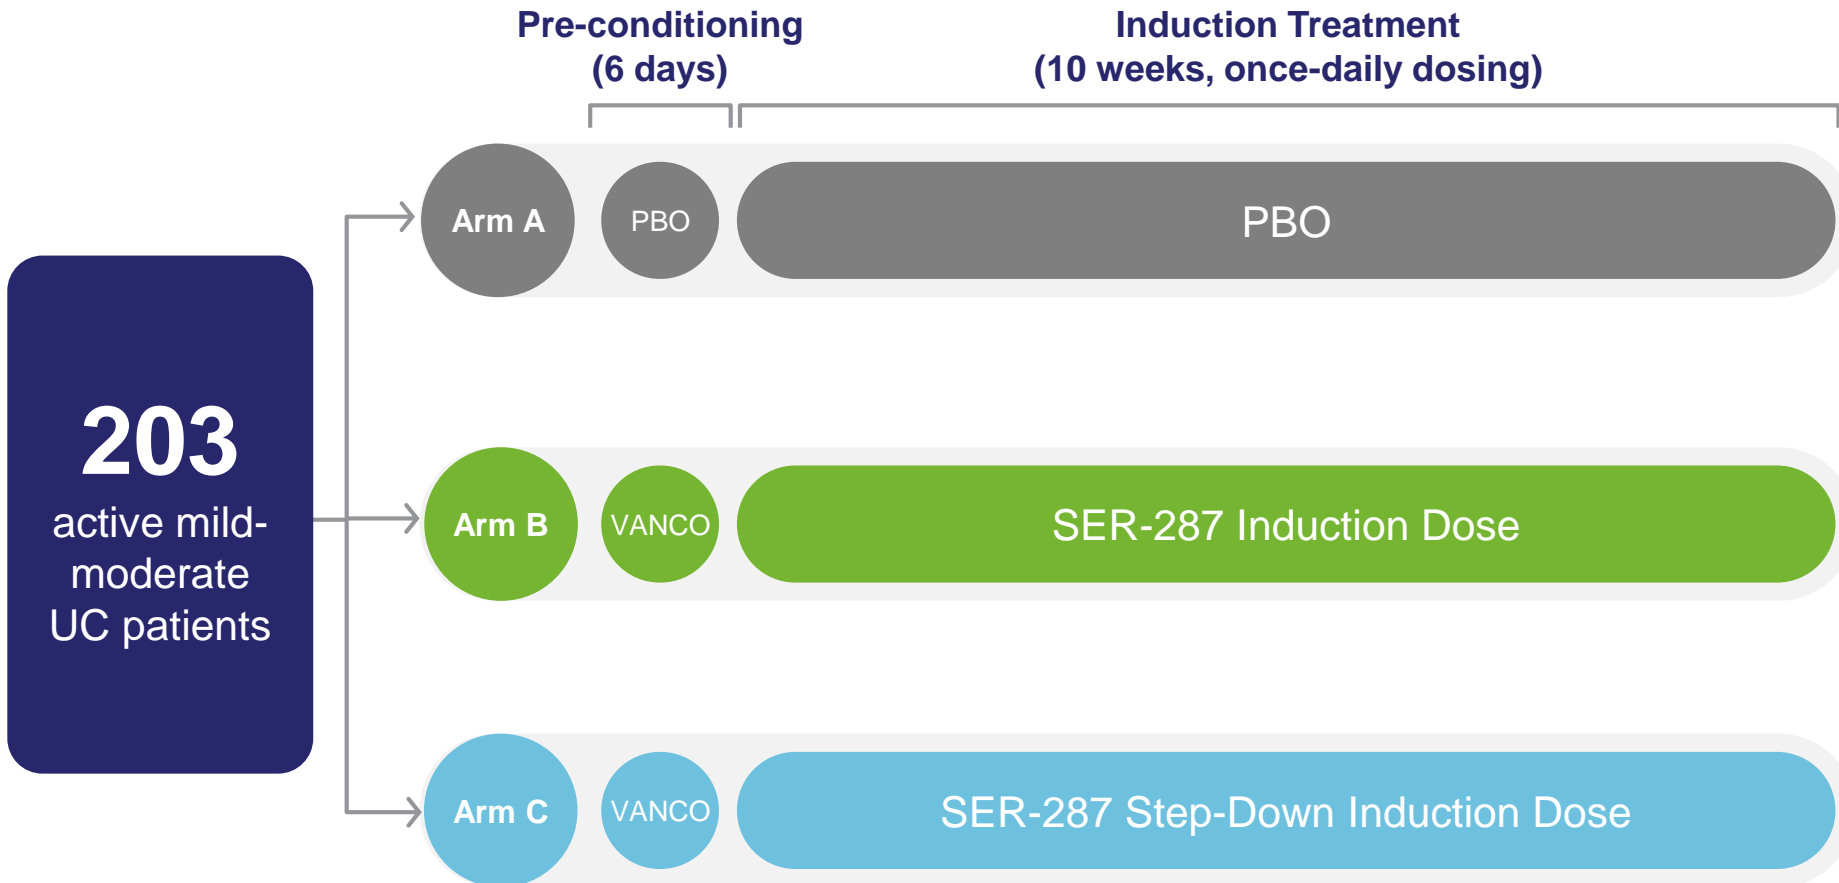 Pre-conditioning
(6 days)
Induction Treatment
(10 weeks, once-daily dosing)
203
active mild-
moderate
UC patients
Arm A
PBO
PBO
Arm B
VANCO
SER-287 Induction Dose
Arm C
VANCO
SER-287 Step-Down Induction Dose